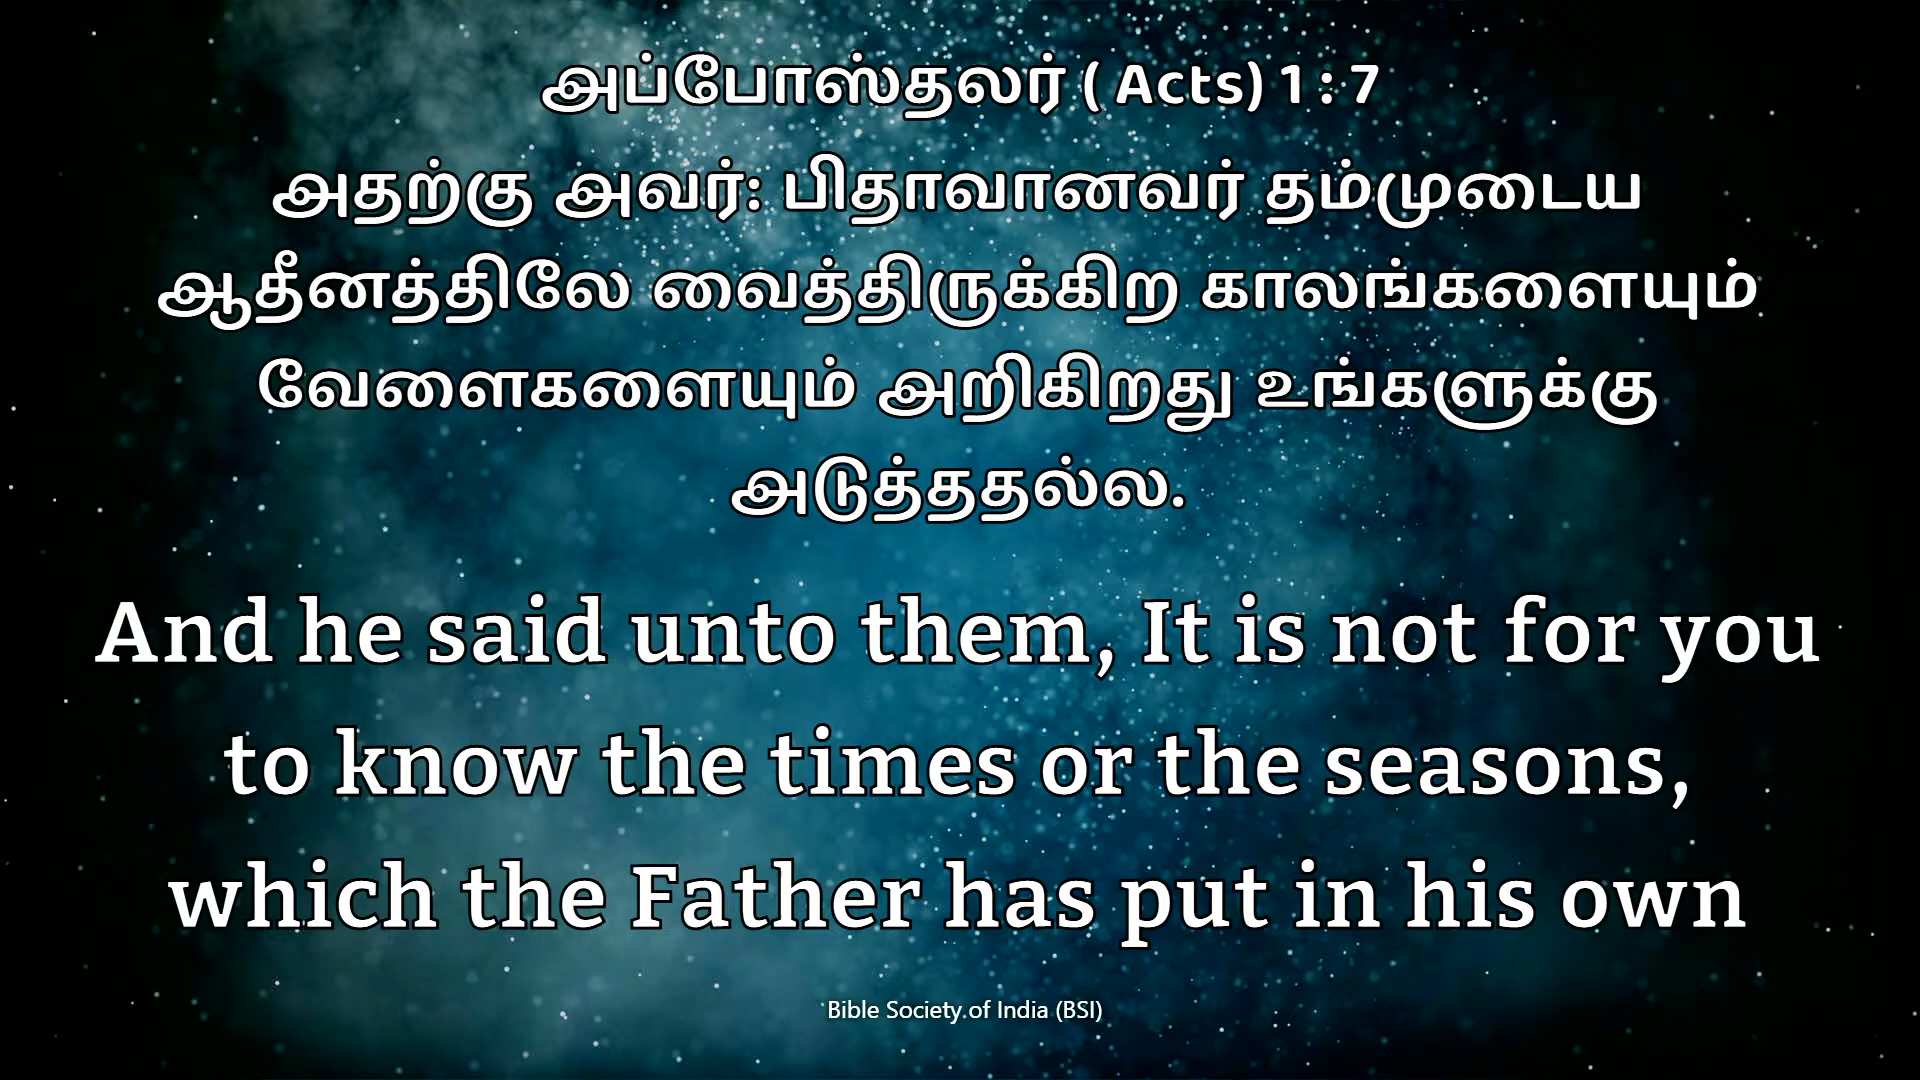 அப்போஸ்தலர் ( Acts) 1 : 7
அதற்கு அவர்: பிதாவானவர் தம்முடைய
ஆதீனத்திலே வைத்திருக்கிற காலங்களையும்
வேளைகளையும் அறிகிறது உங்களுக்கு
அடுத்ததல்ல.
And he said unto them, It is not for you
to know the times or the seasons,
which the Father has put in his own
Bible Society of India (BSI)